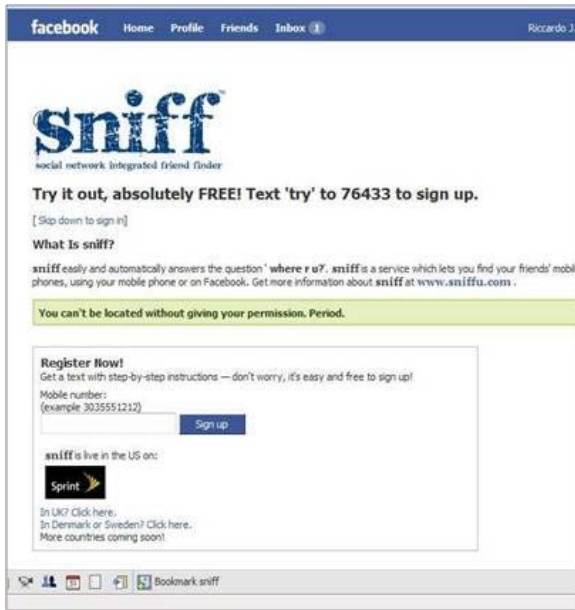 facebook Home Profile Friends Inbox 1 Riccardo J.
sniff™
social network integrated friend finder
Try it out, absolutely FREE! Text 'try' to 76433 to sign up.
[ Skip down to sign in]
What Is sniff?
sniff easily and automatically answers the question ' where r u?'. sniff is a service which lets you find your friends' mobil
phones, using your mobile phone or on Facebook. Get more information about sniff at www.sniffu.com .
You can't be located without giving your permission. Period.
Register Now!
Get a text with step-by-step instructions — don't worry, it's easy and free to sign up!
Mobile number:
(example 3035551212)
Sign up
sniff is live in the US on:
Sprint
In UK? Click here.
In Denmark or Sweden? Click here.
More countries coming soon!
31 Bookmark sniff